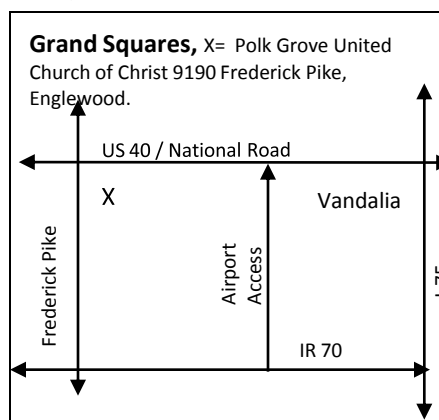 Grand Squares, X= Polk Grove United
Church of Christ 9190 Frederick Pike,
Englewood.
US 40 / National Road
X
Vandalia
Frederick Pike
Airport
Access
IR 70